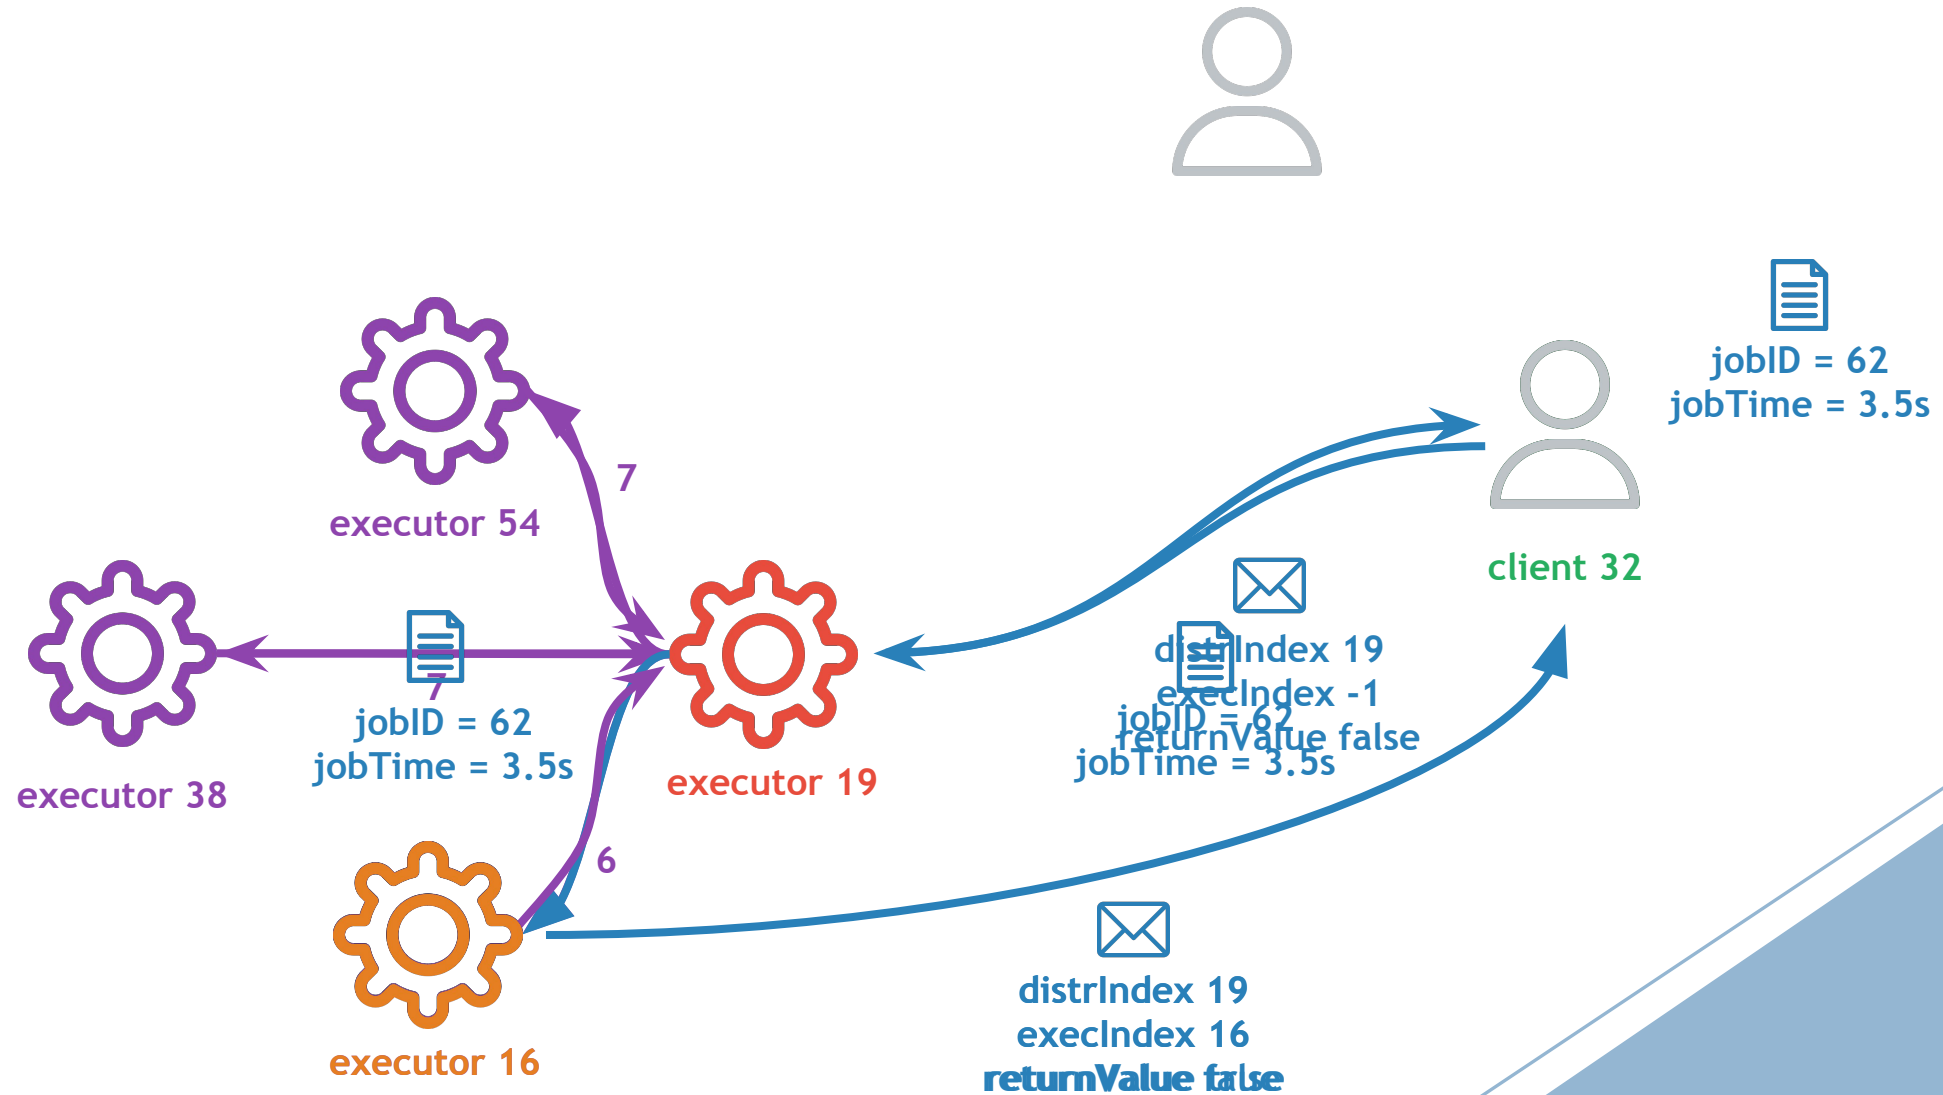 jobID = 62
jobTime = 3.5s
7
executor 54
client 32
distrIndex 19
execIndex -1
returnValue false
jobID = 62
jobTime = 3.5s
7
jobID = 62
jobTime = 3.5s
executor 38
executor 19
6
executor 16
distrIndex 19
execIndex 16
returnValue